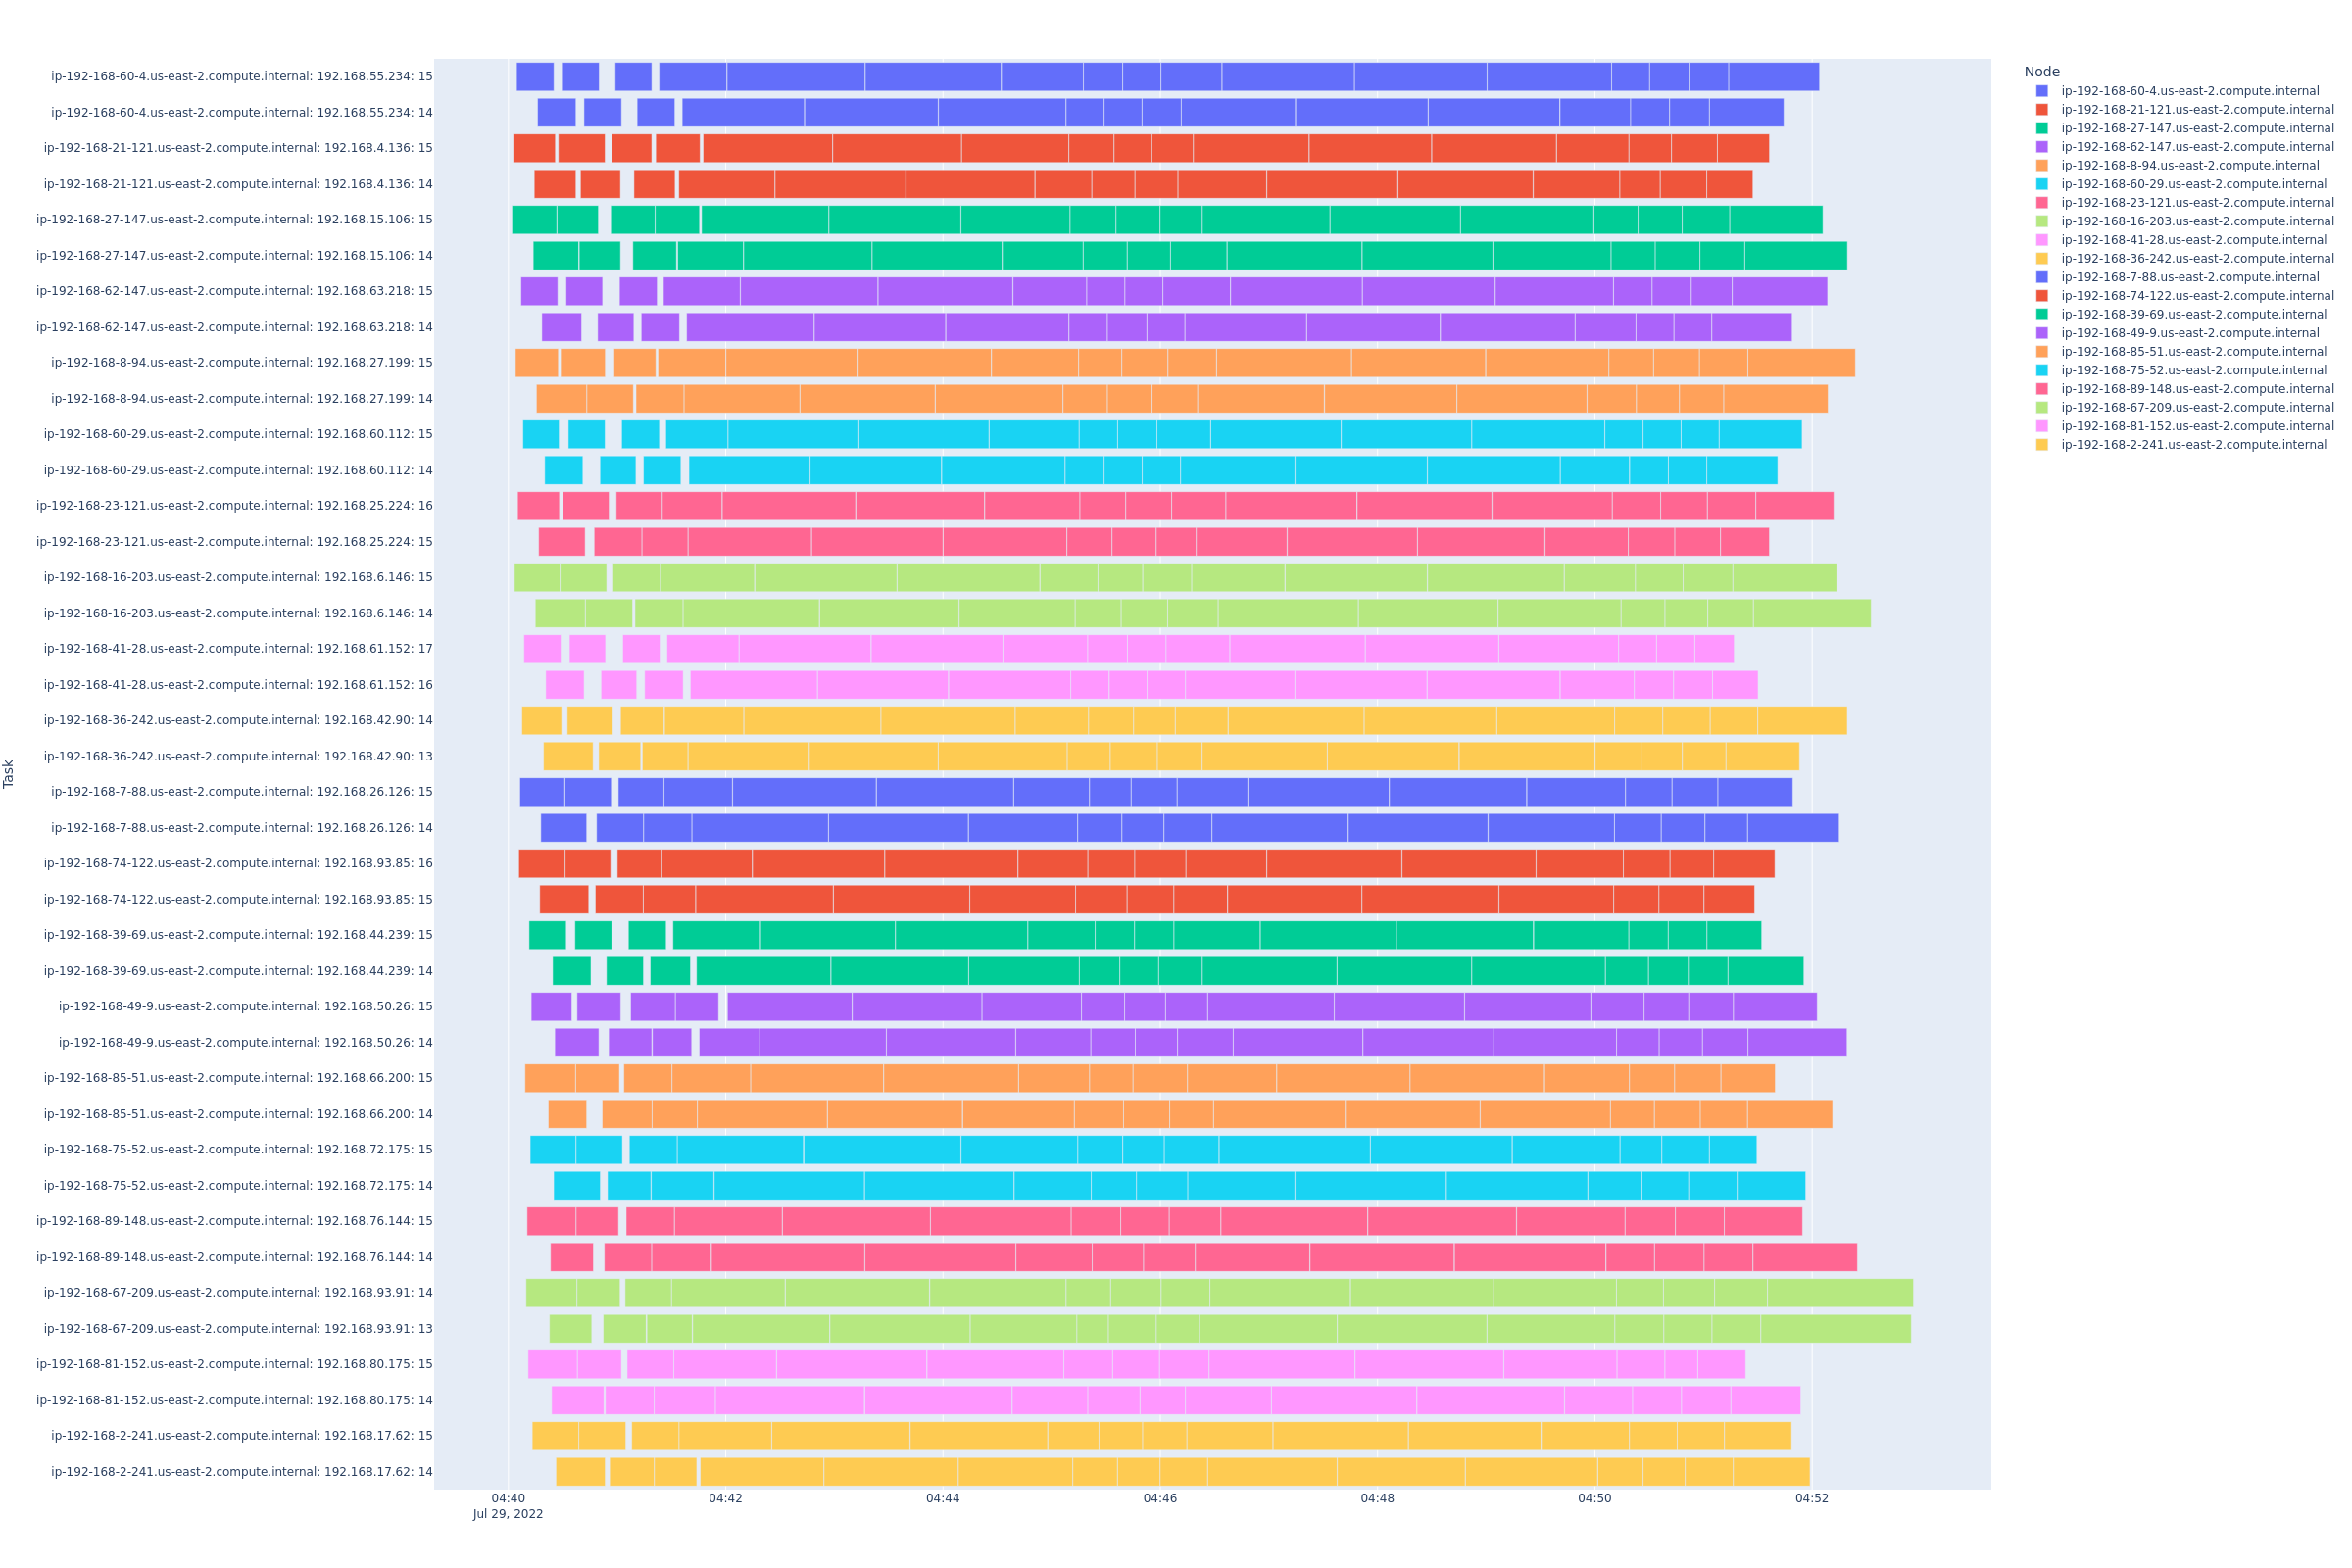 ip-192-168-60-4.us-east-2.compute.internal: 192.168.55.234: 15
ip-192-168-60-4.us-east-2.compute.internal: 192.168.55.234: 14
ip-192-168-21-121.us-east-2.compute.internal: 192.168.4.136: 15
ip-192-168-21-121.us-east-2.compute.internal: 192.168.4.136: 14
ip-192-168-27-147.us-east-2.compute.internal: 192.168.15.106: 15
ip-192-168-27-147.us-east-2.compute.internal: 192.168.15.106: 14
ip-192-168-62-147.us-east-2.compute.internal: 192.168.63.218: 15
ip-192-168-62-147.us-east-2.compute.internal: 192.168.63.218: 14
ip-192-168-8-94.us-east-2.compute.internal: 192.168.27.199: 15
ip-192-168-8-94.us-east-2.compute.internal: 192.168.27.199: 14
ip-192-168-60-29.us-east-2.compute.internal: 192.168.60.112: 15
ip-192-168-60-29.us-east-2.compute.internal: 192.168.60.112: 14
ip-192-168-23-121.us-east-2.compute.internal: 192.168.25.224: 16
ip-192-168-23-121.us-east-2.compute.internal: 192.168.25.224: 15
ip-192-168-16-203.us-east-2.compute.internal: 192.168.6.146: 15
ip-192-168-16-203.us-east-2.compute.internal: 192.168.6.146: 14
ip-192-168-41-28.us-east-2.compute.internal: 192.168.61.152: 17
ip-192-168-41-28.us-east-2.compute.internal: 192.168.61.152: 16
ip-192-168-36-242.us-east-2.compute.internal: 192.168.42.90: 14
ip-192-168-36-242.us-east-2.compute.internal: 192.168.42.90: 13
ip-192-168-7-88.us-east-2.compute.internal: 192.168.26.126: 15
ip-192-168-7-88.us-east-2.compute.internal: 192.168.26.126: 14
ip-192-168-74-122.us-east-2.compute.internal: 192.168.93.85: 16
ip-192-168-74-122.us-east-2.compute.internal: 192.168.93.85: 15
ip-192-168-39-69.us-east-2.compute.internal: 192.168.44.239: 15
ip-192-168-39-69.us-east-2.compute.internal: 192.168.44.239: 14
ip-192-168-49-9.us-east-2.compute.internal: 192.168.50.26: 15
ip-192-168-49-9.us-east-2.compute.internal: 192.168.50.26: 14
ip-192-168-85-51.us-east-2.compute.internal: 192.168.66.200: 15
ip-192-168-85-51.us-east-2.compute.internal: 192.168.66.200: 14
ip-192-168-75-52.us-east-2.compute.internal: 192.168.72.175: 15
ip-192-168-75-52.us-east-2.compute.internal: 192.168.72.175: 14
ip-192-168-89-148.us-east-2.compute.internal: 192.168.76.144: 15
ip-192-168-89-148.us-east-2.compute.internal: 192.168.76.144: 14
ip-192-168-67-209.us-east-2.compute.internal: 192.168.93.91: 14
ip-192-168-67-209.us-east-2.compute.internal: 192.168.93.91: 13
ip-192-168-81-152.us-east-2.compute.internal: 192.168.80.175: 15
ip-192-168-81-152.us-east-2.compute.internal: 192.168.80.175: 14
ip-192-168-2-241.us-east-2.compute.internal: 192.168.17.62: 15
ip-192-168-2-241.us-east-2.compute.internal: 192.168.17.62: 14
Task
04:40 04:42 04:44 04:46 04:48 04:50 04:52
Jul 29, 2022
Node
ip-192-168-60-4.us-east-2.compute.internal
ip-192-168-21-121.us-east-2.compute.internal
ip-192-168-27-147.us-east-2.compute.internal
ip-192-168-62-147.us-east-2.compute.internal
ip-192-168-8-94.us-east-2.compute.internal
ip-192-168-60-29.us-east-2.compute.internal
ip-192-168-23-121.us-east-2.compute.internal
ip-192-168-16-203.us-east-2.compute.internal
ip-192-168-41-28.us-east-2.compute.internal
ip-192-168-36-242.us-east-2.compute.internal
ip-192-168-7-88.us-east-2.compute.internal
ip-192-168-74-122.us-east-2.compute.internal
ip-192-168-39-69.us-east-2.compute.internal
ip-192-168-49-9.us-east-2.compute.internal
ip-192-168-85-51.us-east-2.compute.internal
ip-192-168-75-52.us-east-2.compute.internal
ip-192-168-89-148.us-east-2.compute.internal
ip-192-168-67-209.us-east-2.compute.internal
ip-192-168-81-152.us-east-2.compute.internal
ip-192-168-2-241.us-east-2.compute.internal